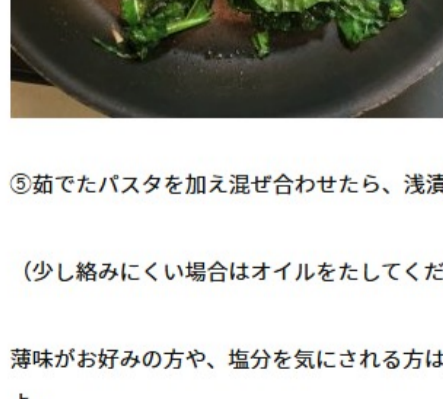 ⑤茹でたパスタを加え混ぜ合わせたら、浅漬
（少し絡みにくい場合はオイルをたしてくだ
薄味がお好みの方や、塩分を気にされる方は